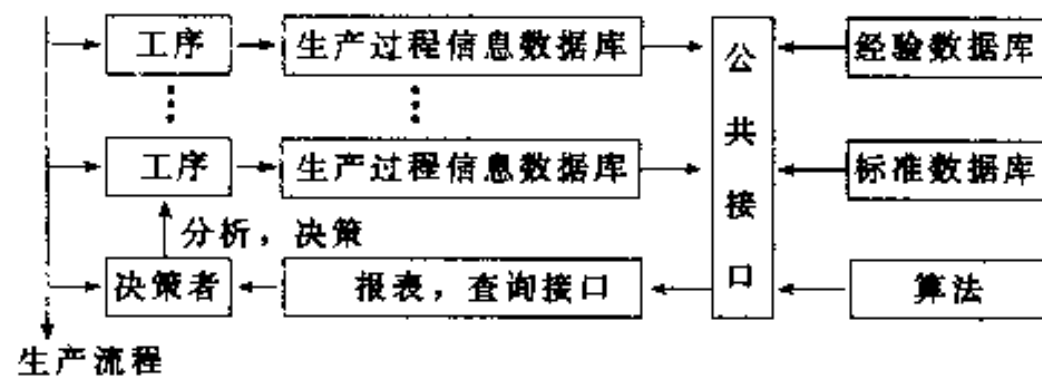 工序 生产过程信息数据库 经验数据库
工序 生产过程信息数据库 标准数据库
公共接口
分析，决策
决策者 报表，查询接口 算法
生产流程